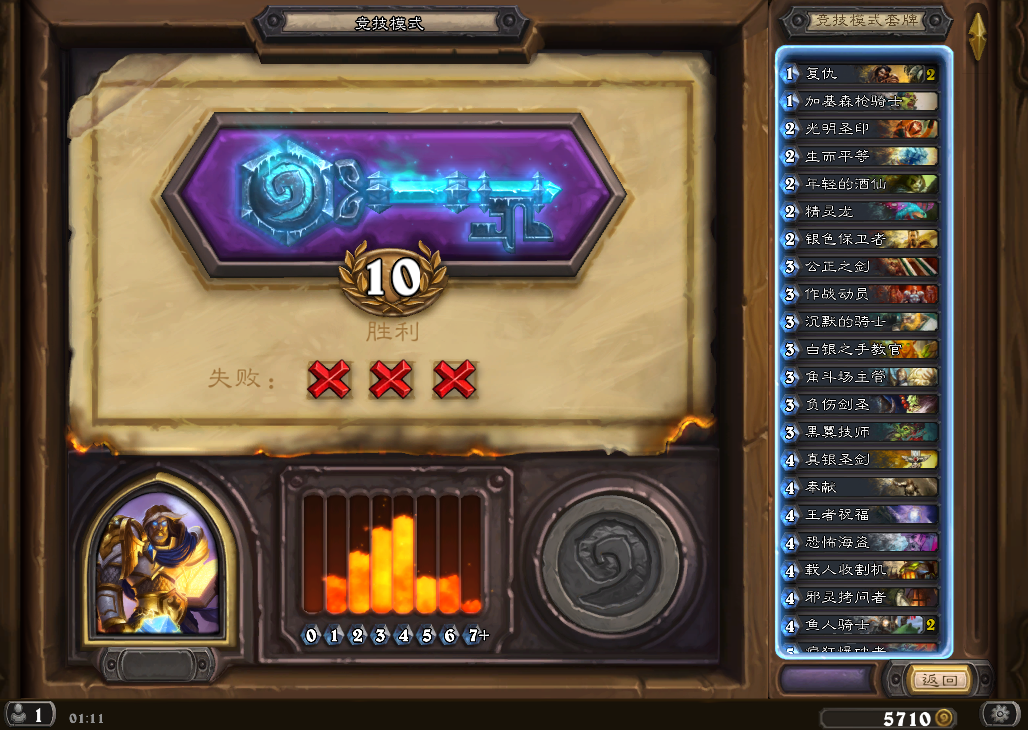 竞技模式
10
胜利
失败：
0 1 2 3 4 5 6 7+
竞技模式套牌
1 复仇 2
1 加基森枪骑士
2 光明圣印
2 生而平等
2 年轻的酒仙
2 精灵龙
2 银色保卫者
3 公正之剑
3 作战动员
3 沉默的骑士
3 白银之手教官
3 角斗场主管
3 负伤剑圣
3 黑翼技师
4 真银圣剑
4 奉献
4 王者祝福
4 恐怖海盗
4 载人收割机
4 邪灵拷问者
4 鱼人骑士 2
5 疯狂爆破者
返回
1 01:11
5710